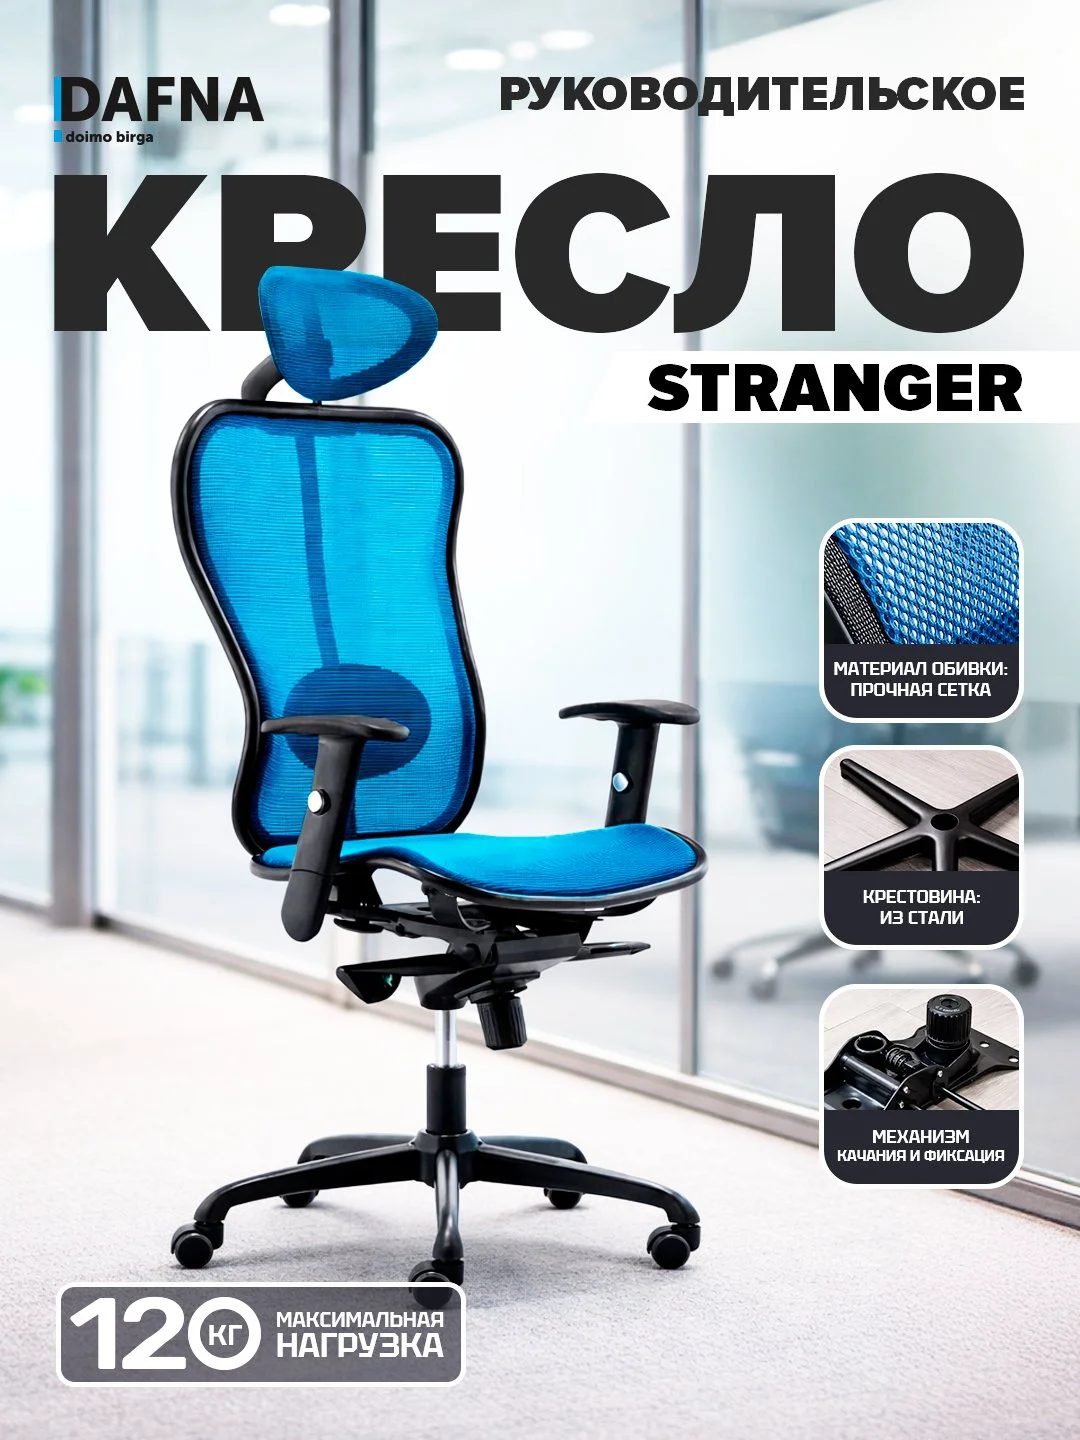 DAFNA
doimo birga
РУКОВОДИТЕЛЬСКОЕ
КРЕСЛО
STRANGER
МАТЕРИАЛ ОБИВКИ:
ПРОЧНАЯ СЕТКА
КРЕСТОВИНА:
ИЗ СТАЛИ
МЕХАНИЗМ
КАЧАНИЯ И ФИКСАЦИЯ
120 КГ
МАКСИМАЛЬНАЯ
НАГРУЗКА